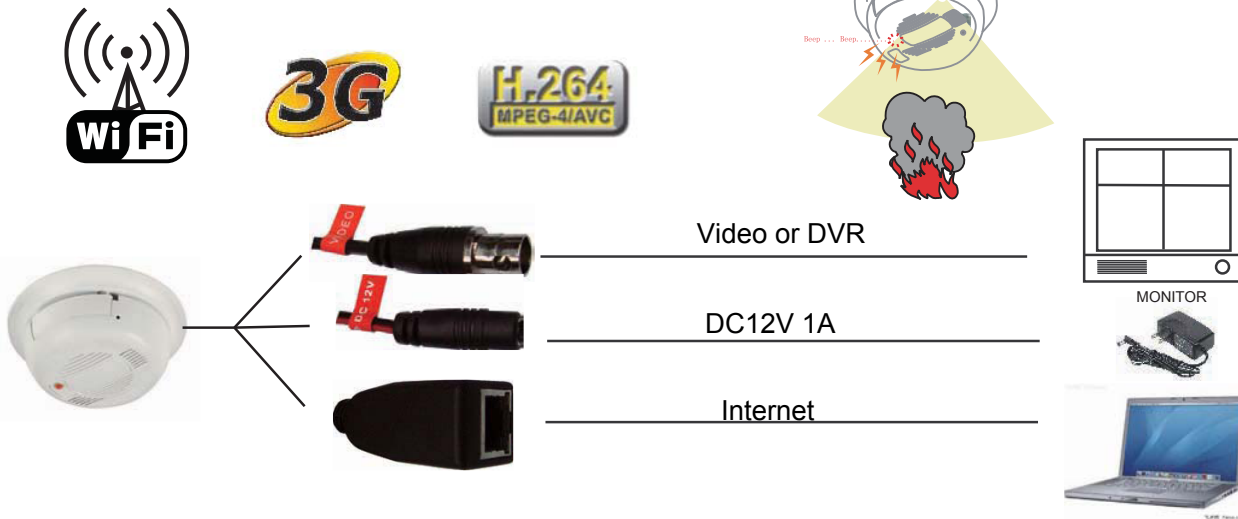 Beep ... Beep........
Wi Fi
3G
H.264
MPEG-4/AVC
VIDEO
Video or DVR
MONITOR
DC 12V
DC12V 1A
Internet